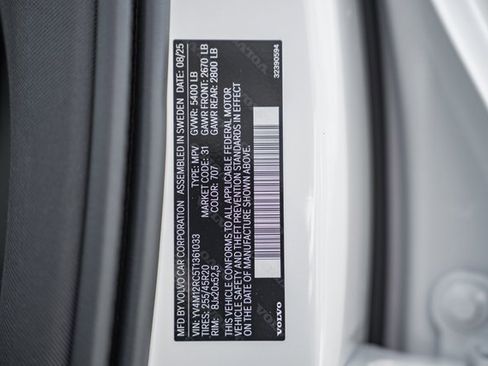 MFD BY VOLVO CAR CORPORATION ASSEMBLED IN SWEDEN DATE: 08/25
GVWR: 5400 LB
GAWR FRONT: 2670 LB
GAWR REAR: 2800 LB
VIN: YV4M12RC5T1361033 TYPE: MPV
TIRES: 255/45R20 MARKET CODE: 31
RIM: 8Jx20x52,5 COLOR: 707
THIS VEHICLE CONFORMS TO ALL APPLICABLE FEDERAL MOTOR
VEHICLE SAFETY AND THEFT PREVENTION STANDARDS IN EFFECT
ON THE DATE OF MANUFACTURE SHOWN ABOVE.
VOLVO
32390594